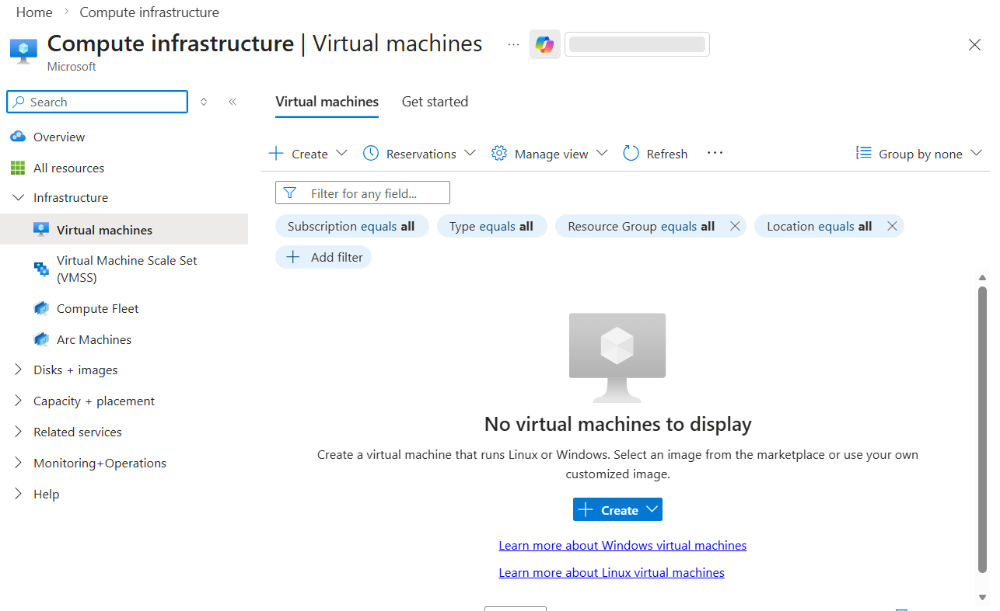 Home > Compute infrastructure
Compute infrastructure | Virtual machines ...
Microsoft
Search
Overview
All resources
Infrastructure
Virtual machines
Virtual Machine Scale Set
(VMSS)
Compute Fleet
Arc Machines
Disks + images
Capacity + placement
Related services
Monitoring+Operations
Help
Virtual machines Get started
Create Reservations Manage view Refresh ... Group by none
Filter for any field...
Subscription equals all Type equals all Resource Group equals all Location equals all
Add filter
No virtual machines to display
Create a virtual machine that runs Linux or Windows. Select an image from the marketplace or use your own
customized image.
Create
Learn more about Windows virtual machines
Learn more about Linux virtual machines